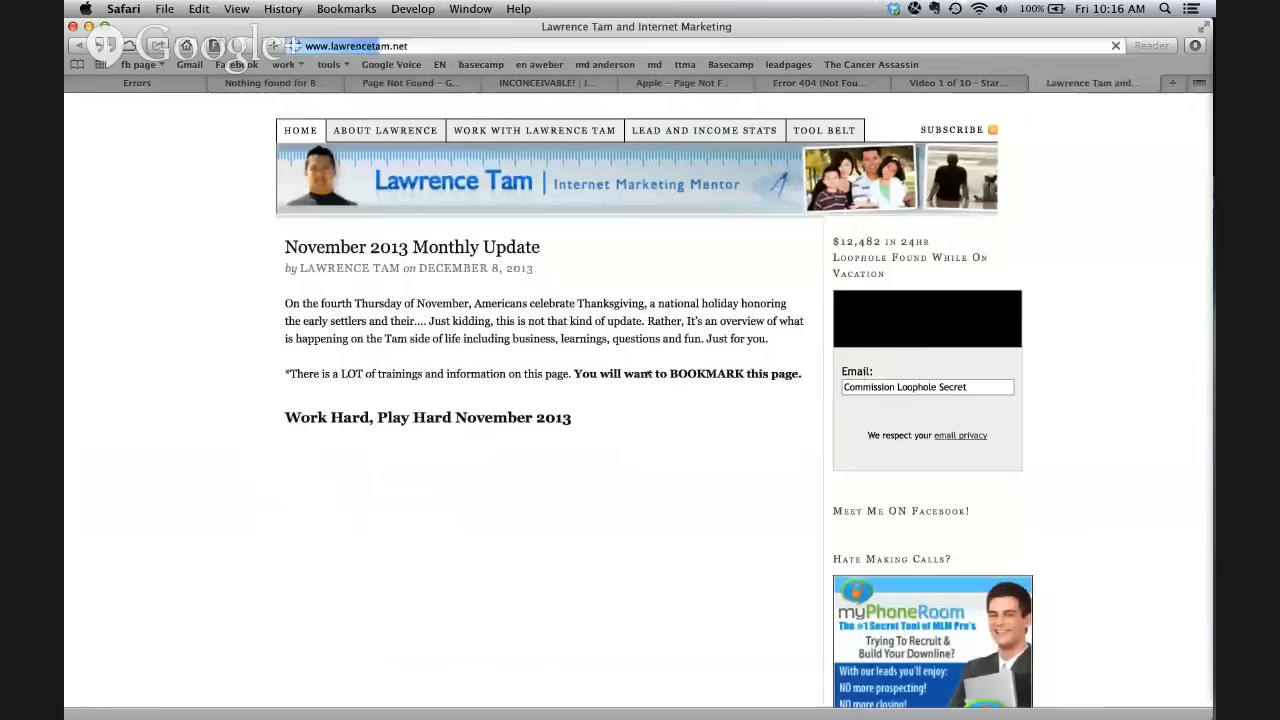 Safari File Edit View History Bookmarks Develop Window Help 100% Fri 10:16 AM
Lawrence Tam and Internet Marketing
Google+
www.lawrencetam.net Reader
fb page Gmail Facebook work tools Google Voice EN basecamp en aweber md anderson md ttma Basecamp leadpages The Cancer Assassin
Errors Nothing found for B... Page Not Found – G... INCONCEIVABLE! | I... Apple – Page Not F... Error 404 (Not Fou... Video 1 of 10 – Star... Lawrence Tam and...
HOME ABOUT LAWRENCE WORK WITH LAWRENCE TAM LEAD AND INCOME STATS TOOL BELT SUBSCRIBE
Lawrence Tam | Internet Marketing Mentor
November 2013 Monthly Update
by LAWRENCE TAM on DECEMBER 8, 2013
On the fourth Thursday of November, Americans celebrate Thanksgiving, a national holiday honoring
the early settlers and their.... Just kidding, this is not that kind of update. Rather, It's an overview of what
is happening on the Tam side of life including business, learnings, questions and fun. Just for you.
*There is a LOT of trainings and information on this page. You will want to BOOKMARK this page.
Work Hard, Play Hard November 2013
$12,482 IN 24HR
LOOPHOLE FOUND WHILE ON
VACATION
Email:
Commission Loophole Secret
We respect your email privacy
MEET ME ON FACEBOOK!
HATE MAKING CALLS?
myPhoneRoom
The #1 Secret Tool of MLM Pro's
Trying To Recruit &
Build Your Downline?
With our leads you'll enjoy:
NO more prospecting!
NO more closing!